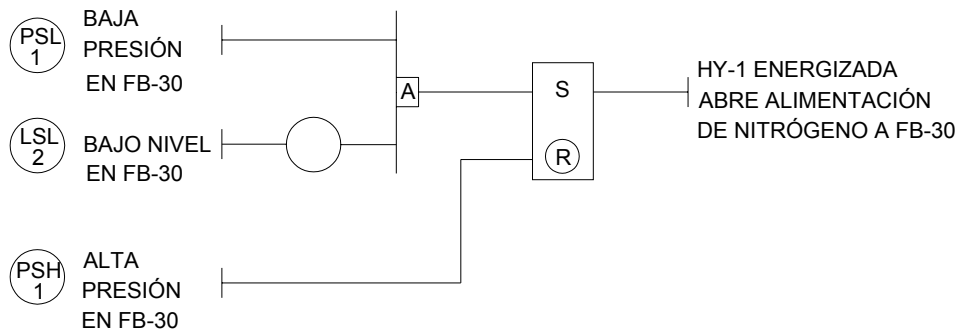 PSL
1
BAJA
PRESIÓN
EN FB-30
LSL
2
BAJO NIVEL
EN FB-30
PSH
1
ALTA
PRESIÓN
EN FB-30
A
S
R
HY-1 ENERGIZADA
ABRE ALIMENTACIÓN
DE NITRÓGENO A FB-30